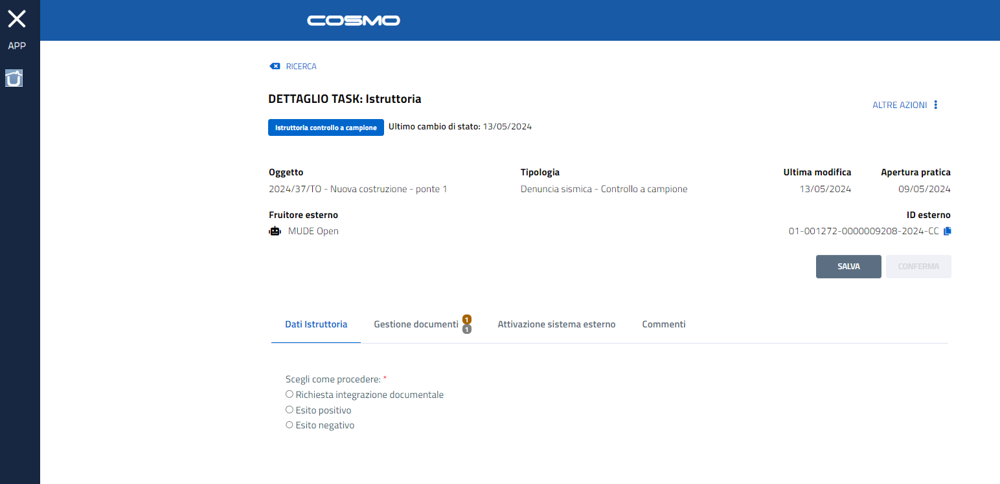 COSMO
APP
RICERCA
DETTAGLIO TASK: Istruttoria
ALTRE AZIONI
Istruttoria controllo a campione Ultimo cambio di stato: 13/05/2024
Oggetto Tipologia Ultima modifica Apertura pratica
2024/37/TO - Nuova costruzione - ponte 1 Denuncia sismica - Controllo a campione 13/05/2024 09/05/2024
Fruitore esterno ID esterno
MUDE Open 01-001272-0000009208-2024-CC
SALVA CONFERMA
Dati Istruttoria Gestione documenti 1 1 Attivazione sistema esterno Commenti
Scegli come procedere: *
Richiesta integrazione documentale
Esito positivo
Esito negativo